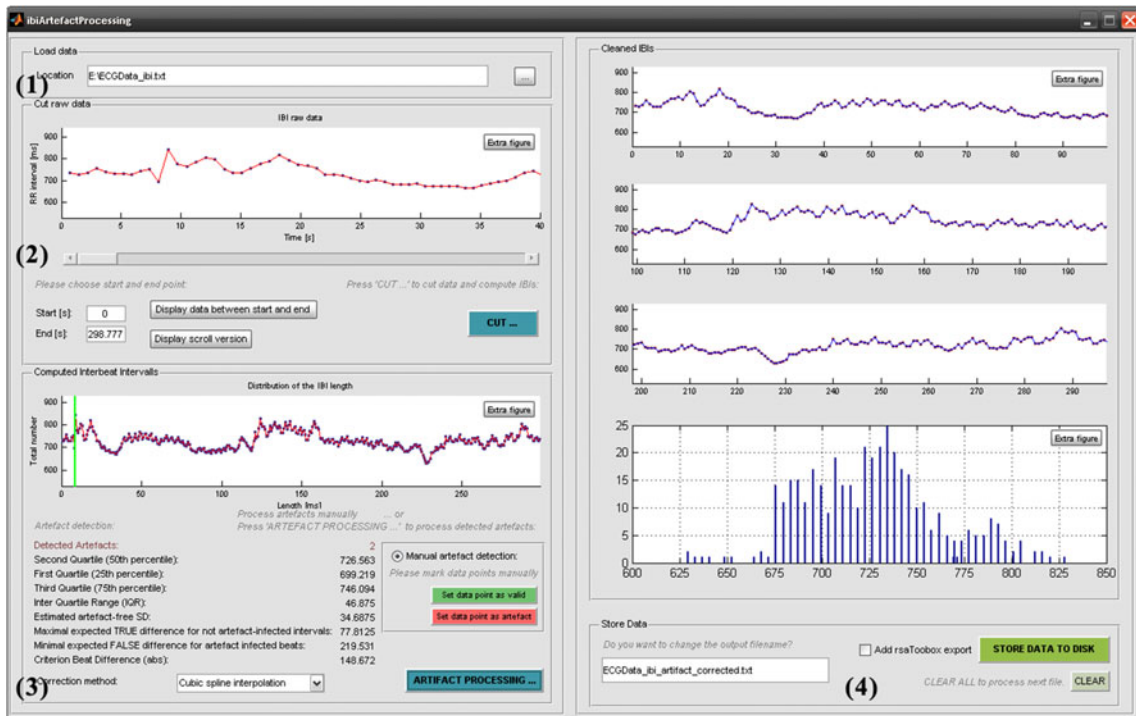 ibiArtefactProcessing
Load data
(1)
Location
E:\ECGData_ibi.txt
...
Cut raw data
IBI raw data
Extra figure
RR interval [ms]
900
800
700
600
0 5 10 15 20 25 30 35 40
Time [s]
(2)
Please choose start and end point:
Press 'CUT ...' to cut data and compute IBIs:
Start [s]: 0
Display data between start and end
End [s]: 298.777
Display scroll version
CUT ...
Computed Interbeat Intervalls
Distribution of the IBI length
Extra figure
Total number
900
800
700
600
0 50 100 150 200 250
Length [ms]
Process artefacts manually ... or
Artefact detection:
Press 'ARTEFACT PROCESSING ...' to process detected artefacts:
Detected Artefacts: 2
Second Quartile (50th percentile): 726.563
First Quartile (25th percentile): 699.219
Third Quartile (75th percentile): 746.094
Inter Quartile Range (IQR): 46.875
Estimated artefact-free SD: 34.6875
Maximal expected TRUE difference for not artefact-infected intervals: 77.8125
Minimal expected FALSE difference for artefact infected beats: 219.531
Criterion Beat Difference (abs): 148.672
Manual artefact detection:
Please mark data points manually
Set data point as valid
Set data point as artefact
(3)
Correction method:
Cubic spline interpolation
ARTIFACT PROCESSING ...
Cleaned IBIs
Extra figure
900
800
700
600
0 10 20 30 40 50 60 70 80 90
900
800
700
600
100 110 120 130 140 150 160 170 180 190
900
800
700
600
200 210 220 230 240 250 260 270 280 290
Extra figure
25
20
15
10
5
0
600 625 650 675 700 725 750 775 800 825 850
Store Data
Do you want to change the output filename?
Add rsaToobox export
STORE DATA TO DISK
ECGData_ibi_artifact_corrected.txt
(4)
CLEAR ALL to process next file.
CLEAR